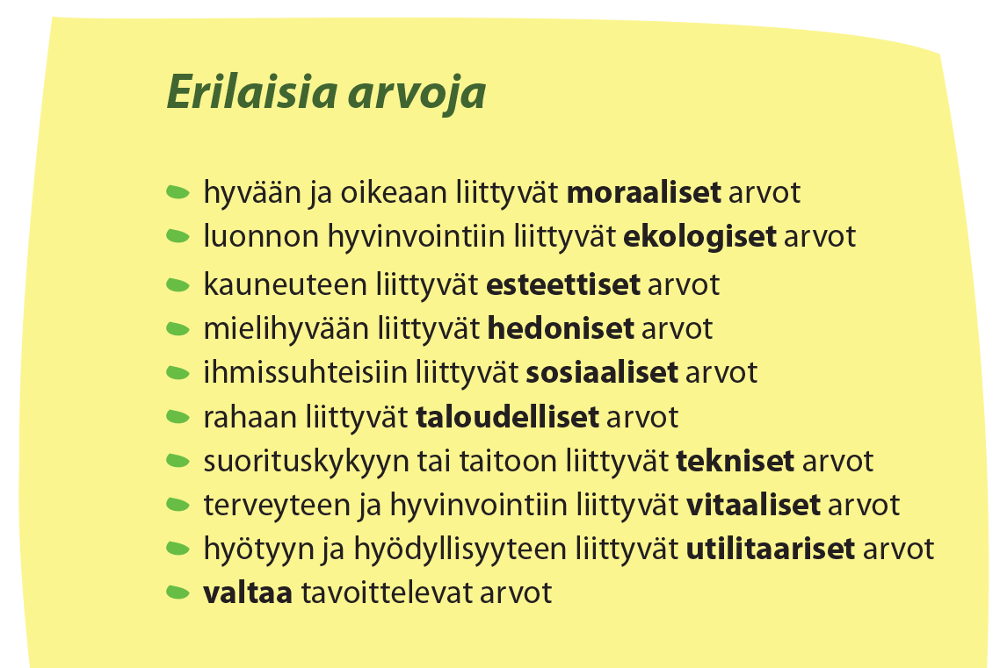 Erilaisia arvoja
hyvään ja oikeaan liittyvät moraaliset arvot
luonnon hyvinvointiin liittyvät ekologiset arvot
kauneuteen liittyvät esteettiset arvot
mielihyvään liittyvät hedoniset arvot
ihmissuhteisiin liittyvät sosiaaliset arvot
rahaan liittyvät taloudelliset arvot
suorituskykyyn tai taitoon liittyvät tekniset arvot
terveyteen ja hyvinvointiin liittyvät vitaaliset arvot
hyötyyn ja hyödyllisyyteen liittyvät utilitaariset arvot
valtaa tavoittelevat arvot